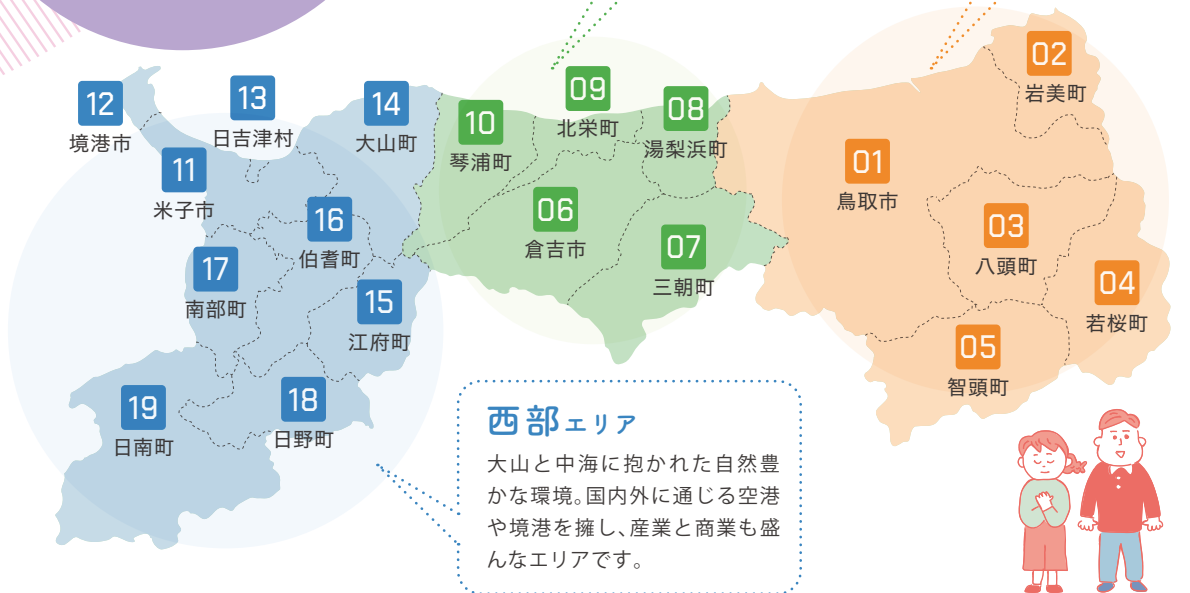 12
境港市
13
日吉津村
14
大山町
11
米子市
16
伯耆町
17
南部町
15
江府町
19
日南町
18
日野町
10
琴浦町
09
北栄町
08
湯梨浜町
06
倉吉市
07
三朝町
02
岩美町
01
鳥取市
03
八頭町
04
若桜町
05
智頭町
西部エリア
大山と中海に抱かれた自然豊
かな環境。国内外に通じる空港
や境港を擁し、産業と商業も盛
んなエリアです。